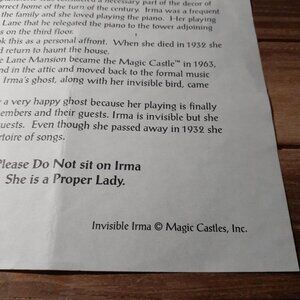 a necessary part of the decor of
correct home of the turn of the century. Irma was a frequent
the family and she loved playing the piano. Her playing
Lane that he relegated the piano to the tower adjoining
s on the third floor.
ok this as a personal affront. When she died in 1932 she
d return to haunt the house.
e Lane Mansion became the Magic Castle™ in 1963,
nd in the attic and moved back to the formal music
Irma's ghost, along with her invisible bird, came
a very happy ghost because her playing is finally
embers and their guests. Irma is invisible but she
uests. Even though she passed away in 1932 she
rtoire of songs.
Please Do Not sit on Irma
She is a Proper Lady.
Invisible Irma © Magic Castles, Inc.